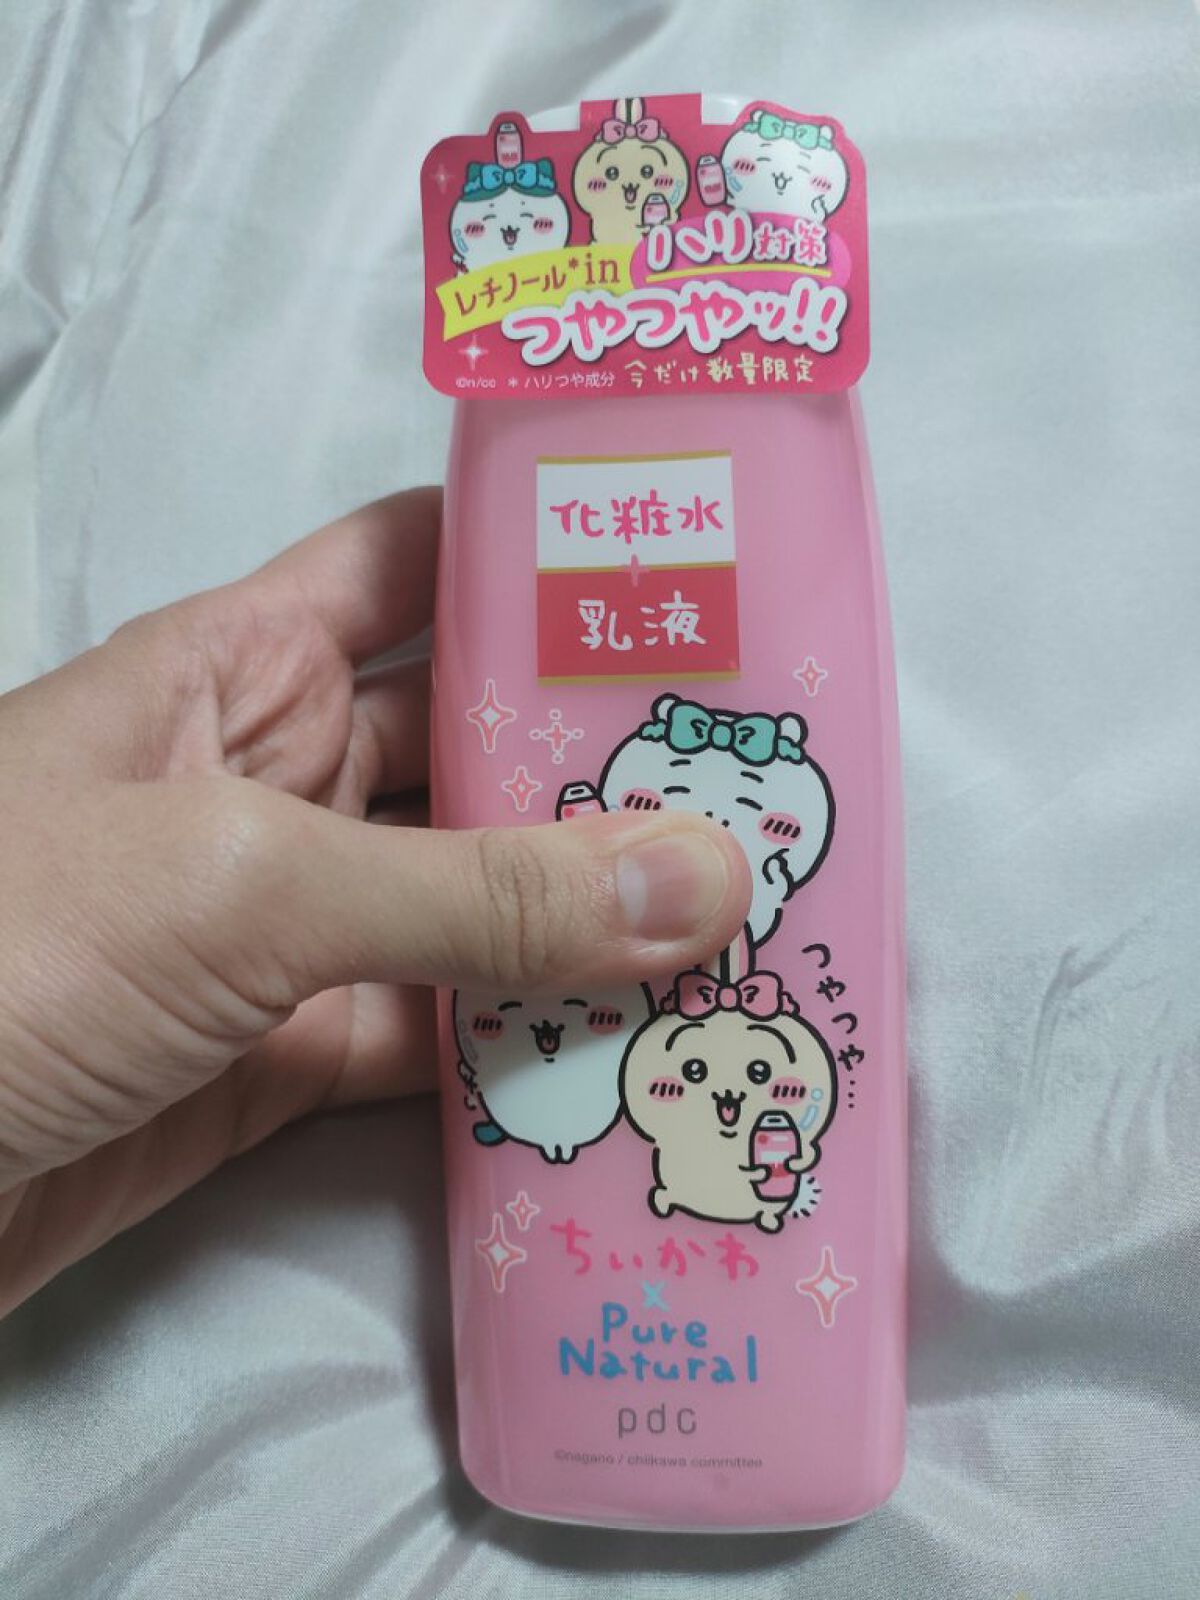 レチノール*in
ハリ対策
つやつやッ!!
©n/cc *ハリつや成分 今だけ数量限定
化粧水
+
乳液
つやつや…
ちいかわ
×
Pure
Natural
pdc
©nagano / chiikawa committee